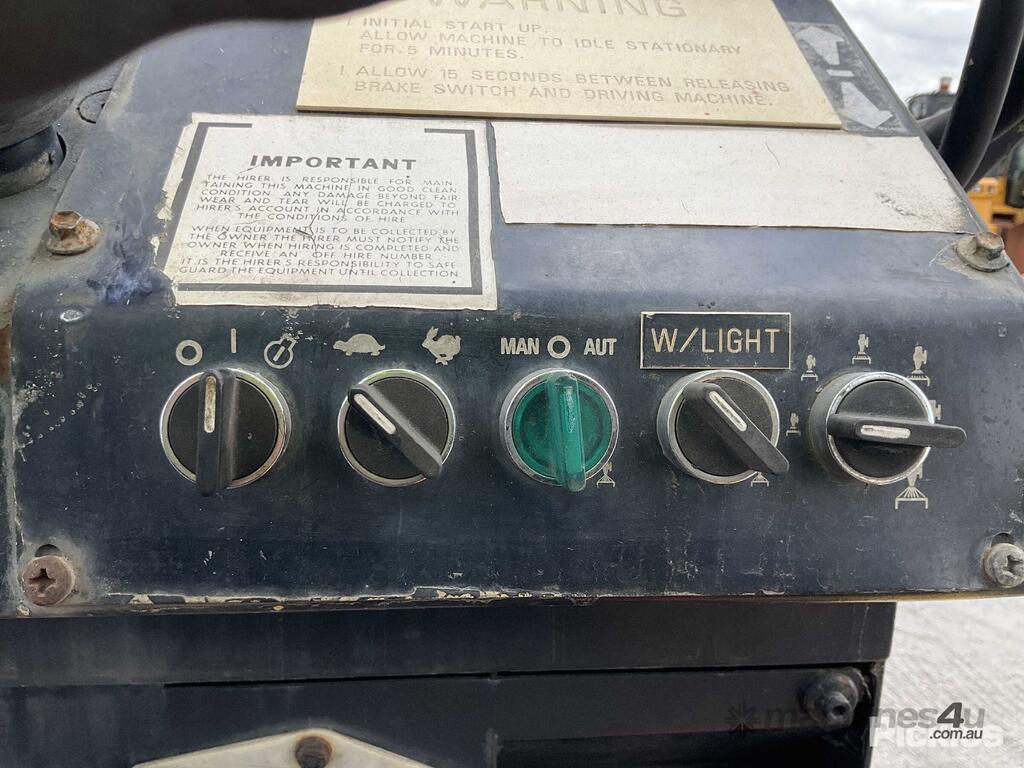 WARNING
! INITIAL START UP,
ALLOW MACHINE TO IDLE STATIONARY
FOR 5 MINUTES.
! ALLOW 15 SECONDS BETWEEN RELEASING
BRAKE SWITCH AND DRIVING MACHINE.
IMPORTANT
THE HIRER IS RESPONSIBLE FOR MAIN-
TAINING THIS MACHINE IN GOOD CLEAN
CONDITION. ANY DAMAGE BEYOND FAIR
WEAR AND TEAR WILL BE CHARGED TO
HIRER'S ACCOUNT IN ACCORDANCE WITH
THE CONDITIONS OF HIRE
WHEN EQUIPMENT IS TO BE COLLECTED BY
THE OWNER THE HIRER MUST NOTIFY THE
OWNER WHEN HIRING IS COMPLETED AND
RECEIVE AN OFF HIRE NUMBER.
IT IS THE HIRER'S RESPONSIBILITY TO SAFE
GUARD THE EQUIPMENT UNTIL COLLECTION
MAN O AUT
W/LIGHT
machines4u
.com.au
PICKLES